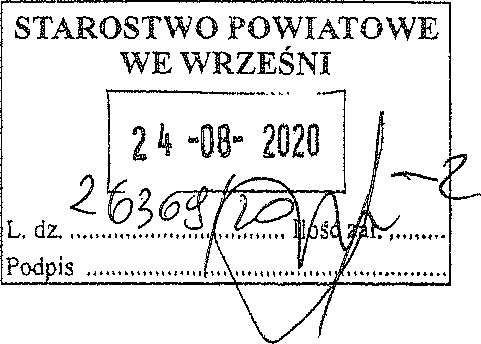 STAROSTWO POWIATOWE
WE WRZEŚNI
24 -08- 2020
L. dz. 26369/20 Ilość zał.
Podpis